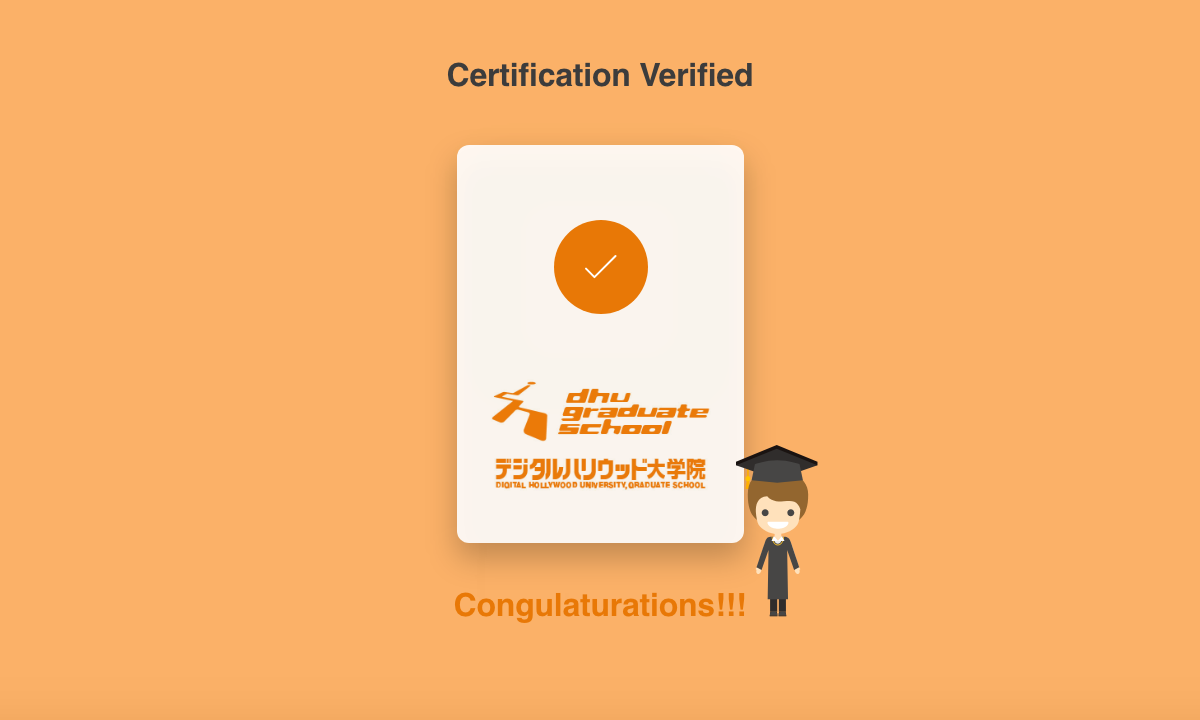 Certification Verified
dhu
graduate
school
デジタルハリウッド大学院
DIGITAL HOLLYWOOD UNIVERSITY, GRADUATE SCHOOL
Congulaturations!!!